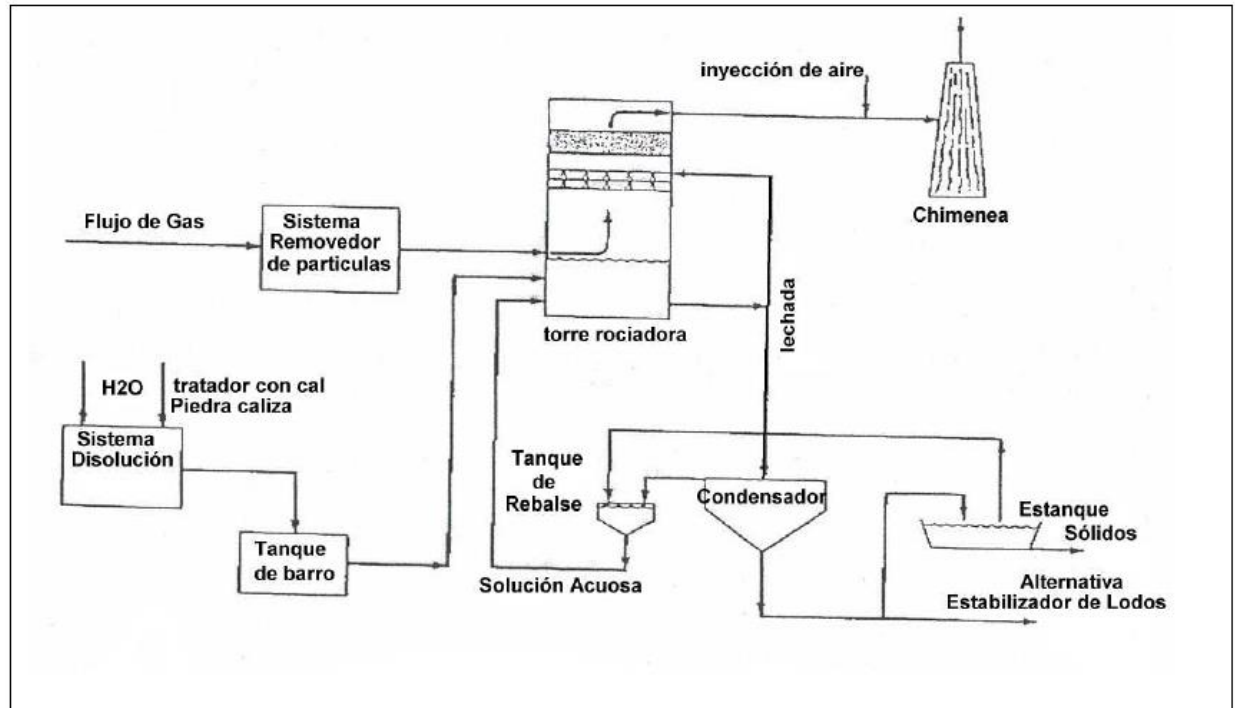 inyección de aire
Chimenea
Flujo de Gas
Sistema
Removedor
de particulas
torre rociadora
lechada
H2O
tratador con cal
Piedra caliza
Sistema
Disolución
Tanque
de barro
Tanque
de
Rebalse
Condensador
Solución Acuosa
Estanque
Sólidos
Alternativa
Estabilizador de Lodos